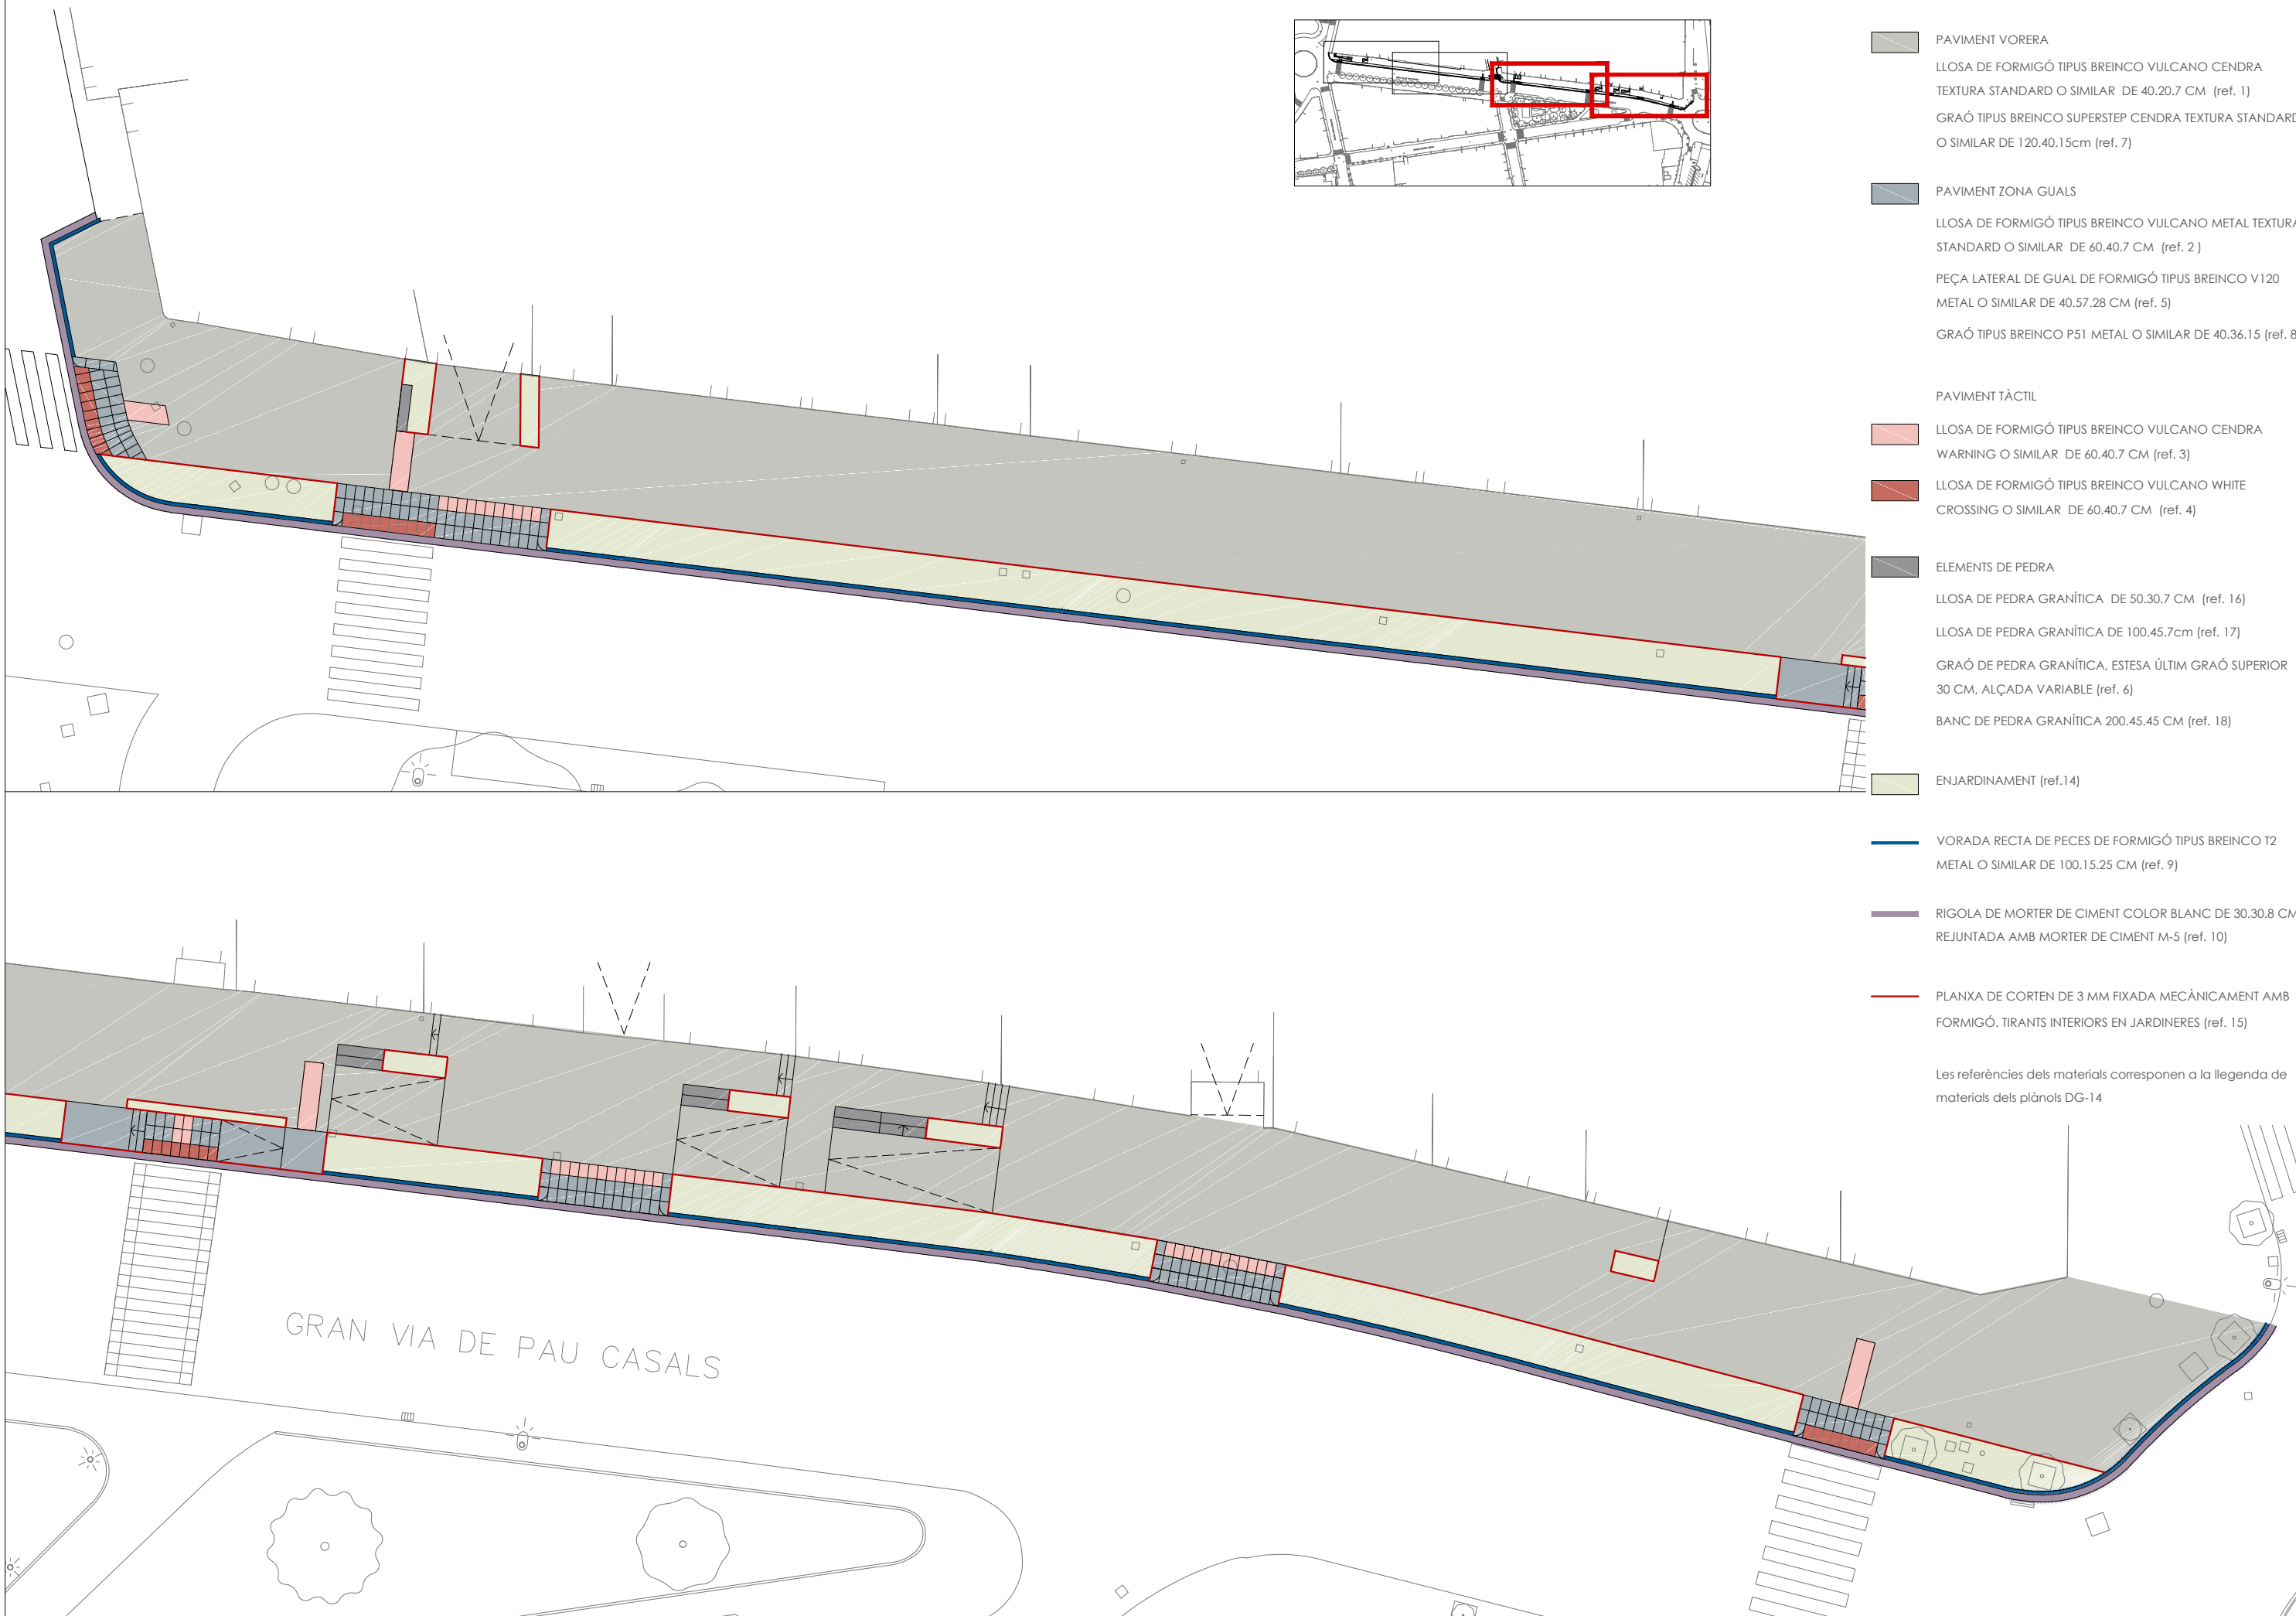 PAVIMENT VORERA
LLOSA DE FORMIGÓ TIPUS BREINCO VULCANO CENDRA
TEXTURA STANDARD O SIMILAR DE 40.20.7 CM (ref. 1)
GRAÓ TIPUS BREINCO SUPERSTEP CENDRA TEXTURA STANDARD
O SIMILAR DE 120.40.15cm (ref. 7)
PAVIMENT ZONA GUALS
LLOSA DE FORMIGÓ TIPUS BREINCO VULCANO METAL TEXTURA
STANDARD O SIMILAR DE 60.40.7 CM (ref. 2 )
PEÇA LATERAL DE GUAL DE FORMIGÓ TIPUS BREINCO V120
METAL O SIMILAR DE 40.57.28 CM (ref. 5)
GRAÓ TIPUS BREINCO P51 METAL O SIMILAR DE 40.36.15 (ref. 8
PAVIMENT TÀCTIL
LLOSA DE FORMIGÓ TIPUS BREINCO VULCANO CENDRA
WARNING O SIMILAR DE 60.40.7 CM (ref. 3)
LLOSA DE FORMIGÓ TIPUS BREINCO VULCANO WHITE
CROSSING O SIMILAR DE 60.40.7 CM (ref. 4)
ELEMENTS DE PEDRA
LLOSA DE PEDRA GRANÍTICA DE 50.30.7 CM (ref. 16)
LLOSA DE PEDRA GRANÍTICA DE 100.45.7cm (ref. 17)
GRAÓ DE PEDRA GRANÍTICA, ESTESA ÚLTIM GRAÓ SUPERIOR
30 CM, ALÇADA VARIABLE (ref. 6)
BANC DE PEDRA GRANÍTICA 200.45.45 CM (ref. 18)
ENJARDINAMENT (ref.14)
VORADA RECTA DE PECES DE FORMIGÓ TIPUS BREINCO T2
METAL O SIMILAR DE 100.15.25 CM (ref. 9)
RIGOLA DE MORTER DE CIMENT COLOR BLANC DE 30.30.8 CM
REJUNTADA AMB MORTER DE CIMENT M-5 (ref. 10)
PLANXA DE CORTEN DE 3 MM FIXADA MECÀNICAMENT AMB
FORMIGÓ. TIRANTS INTERIORS EN JARDINERES (ref. 15)
Les referències dels materials corresponen a la llegenda de
materials dels plànols DG-14
GRAN VIA DE PAU CASALS